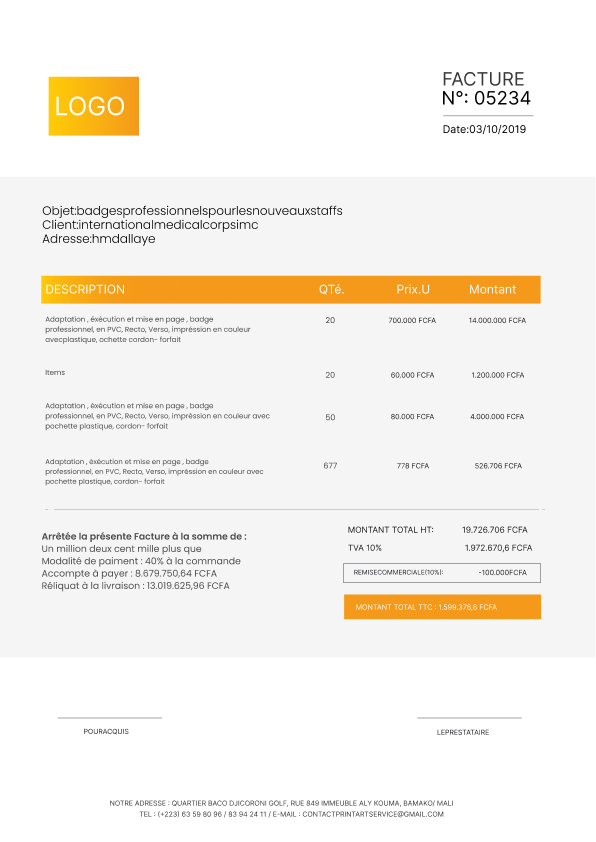 LOGO
FACTURE
N°: 05234
Date:03/10/2019
Objet:badgesprofessionnelspourlesnouveauxstaffs
Client:internationalmedicalcorpsimc
Adresse:hmdallaye
DESCRIPTION QTé. Prix.U Montant
Adaptation , éxécution et mise en page , badge
professionnel, en PVC, Recto, Verso, impréssion en couleur
avecplastique, ochette cordon- forfait
20 700.000 FCFA 14.000.000 FCFA
Items 20 60.000 FCFA 1.200.000 FCFA
Adaptation , éxécution et mise en page , badge
professionnel, en PVC, Recto, Verso, impréssion en couleur avec
pochette plastique, cordon- forfait
50 80.000 FCFA 4.000.000 FCFA
Adaptation , éxécution et mise en page , badge
professionnel, en PVC, Recto, Verso, impréssion en couleur avec
pochette plastique, cordon- forfait
677 778 FCFA 526.706 FCFA
Arrêtée la présente Facture à la somme de :
Un million deux cent mille plus que
Modalité de paiment : 40% à la commande
Accompte à payer : 8.679.750,64 FCFA
Réliquat à la livraison : 13.019.625,96 FCFA
MONTANT TOTAL HT: 19.726.706 FCFA
TVA 10% 1.972.670,6 FCFA
REMISECOMMERCIALE(10%): -100.000FCFA
MONTANT TOTAL TTC : 1.599.376,6 FCFA
POURACQUIS
LEPRESTATAIRE
NOTRE ADRESSE : QUARTIER BACO DJICORONI GOLF, RUE 849 IMMEUBLE ALY KOUMA, BAMAKO/ MALI
TEL : (+223) 63 59 80 96 / 83 94 24 11 / E-MAIL : CONTACTPRINTARTSERVICE@GMAIL.COM